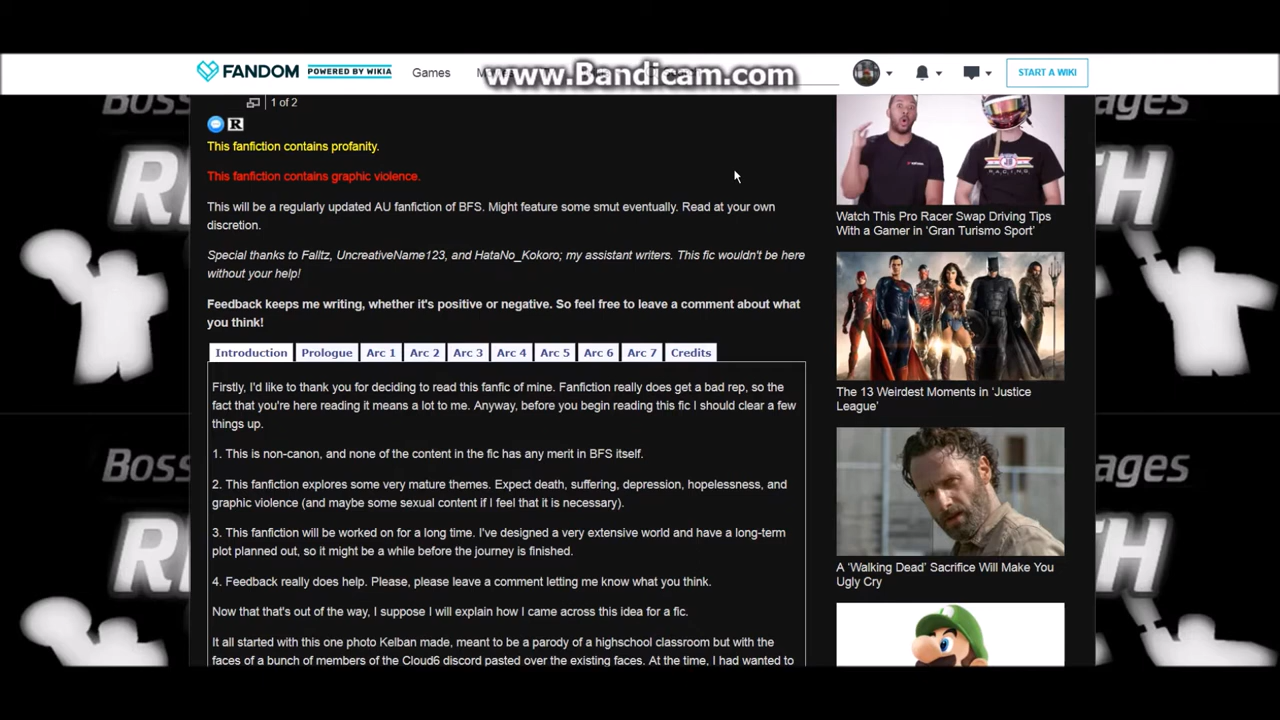 www.Bandicam.com
FANDOM POWERED BY WIKIA Games START A WIKI
1 of 2
R
This fanfiction contains profanity.
This fanfiction contains graphic violence.
This will be a regularly updated AU fanfiction of BFS. Might feature some smut eventually. Read at your own
discretion.
Special thanks to Falltz, UncreativeName123, and HataNo_Kokoro; my assistant writers. This fic wouldn't be here
without your help!
Feedback keeps me writing, whether it's positive or negative. So feel free to leave a comment about what
you think!
Introduction Prologue Arc 1 Arc 2 Arc 3 Arc 4 Arc 5 Arc 6 Arc 7 Credits
Firstly, I'd like to thank you for deciding to read this fanfic of mine. Fanfiction really does get a bad rep, so the
fact that you're here reading it means a lot to me. Anyway, before you begin reading this fic I should clear a few
things up.
1. This is non-canon, and none of the content in the fic has any merit in BFS itself.
2. This fanfiction explores some very mature themes. Expect death, suffering, depression, hopelessness, and
graphic violence (and maybe some sexual content if I feel that it is necessary).
3. This fanfiction will be worked on for a long time. I've designed a very extensive world and have a long-term
plot planned out, so it might be a while before the journey is finished.
4. Feedback really does help. Please, please leave a comment letting me know what you think.
Now that that's out of the way, I suppose I will explain how I came across this idea for a fic.
It all started with this one photo Kelban made, meant to be a parody of a highschool classroom but with the
faces of a bunch of members of the Cloud6 discord pasted over the existing faces. At the time, I had wanted to
RACING
Watch This Pro Racer Swap Driving Tips
With a Gamer in ‘Gran Turismo Sport’
The 13 Weirdest Moments in ‘Justice
League’
A ‘Walking Dead’ Sacrifice Will Make You
Ugly Cry
Boss
ages
Boss
ages